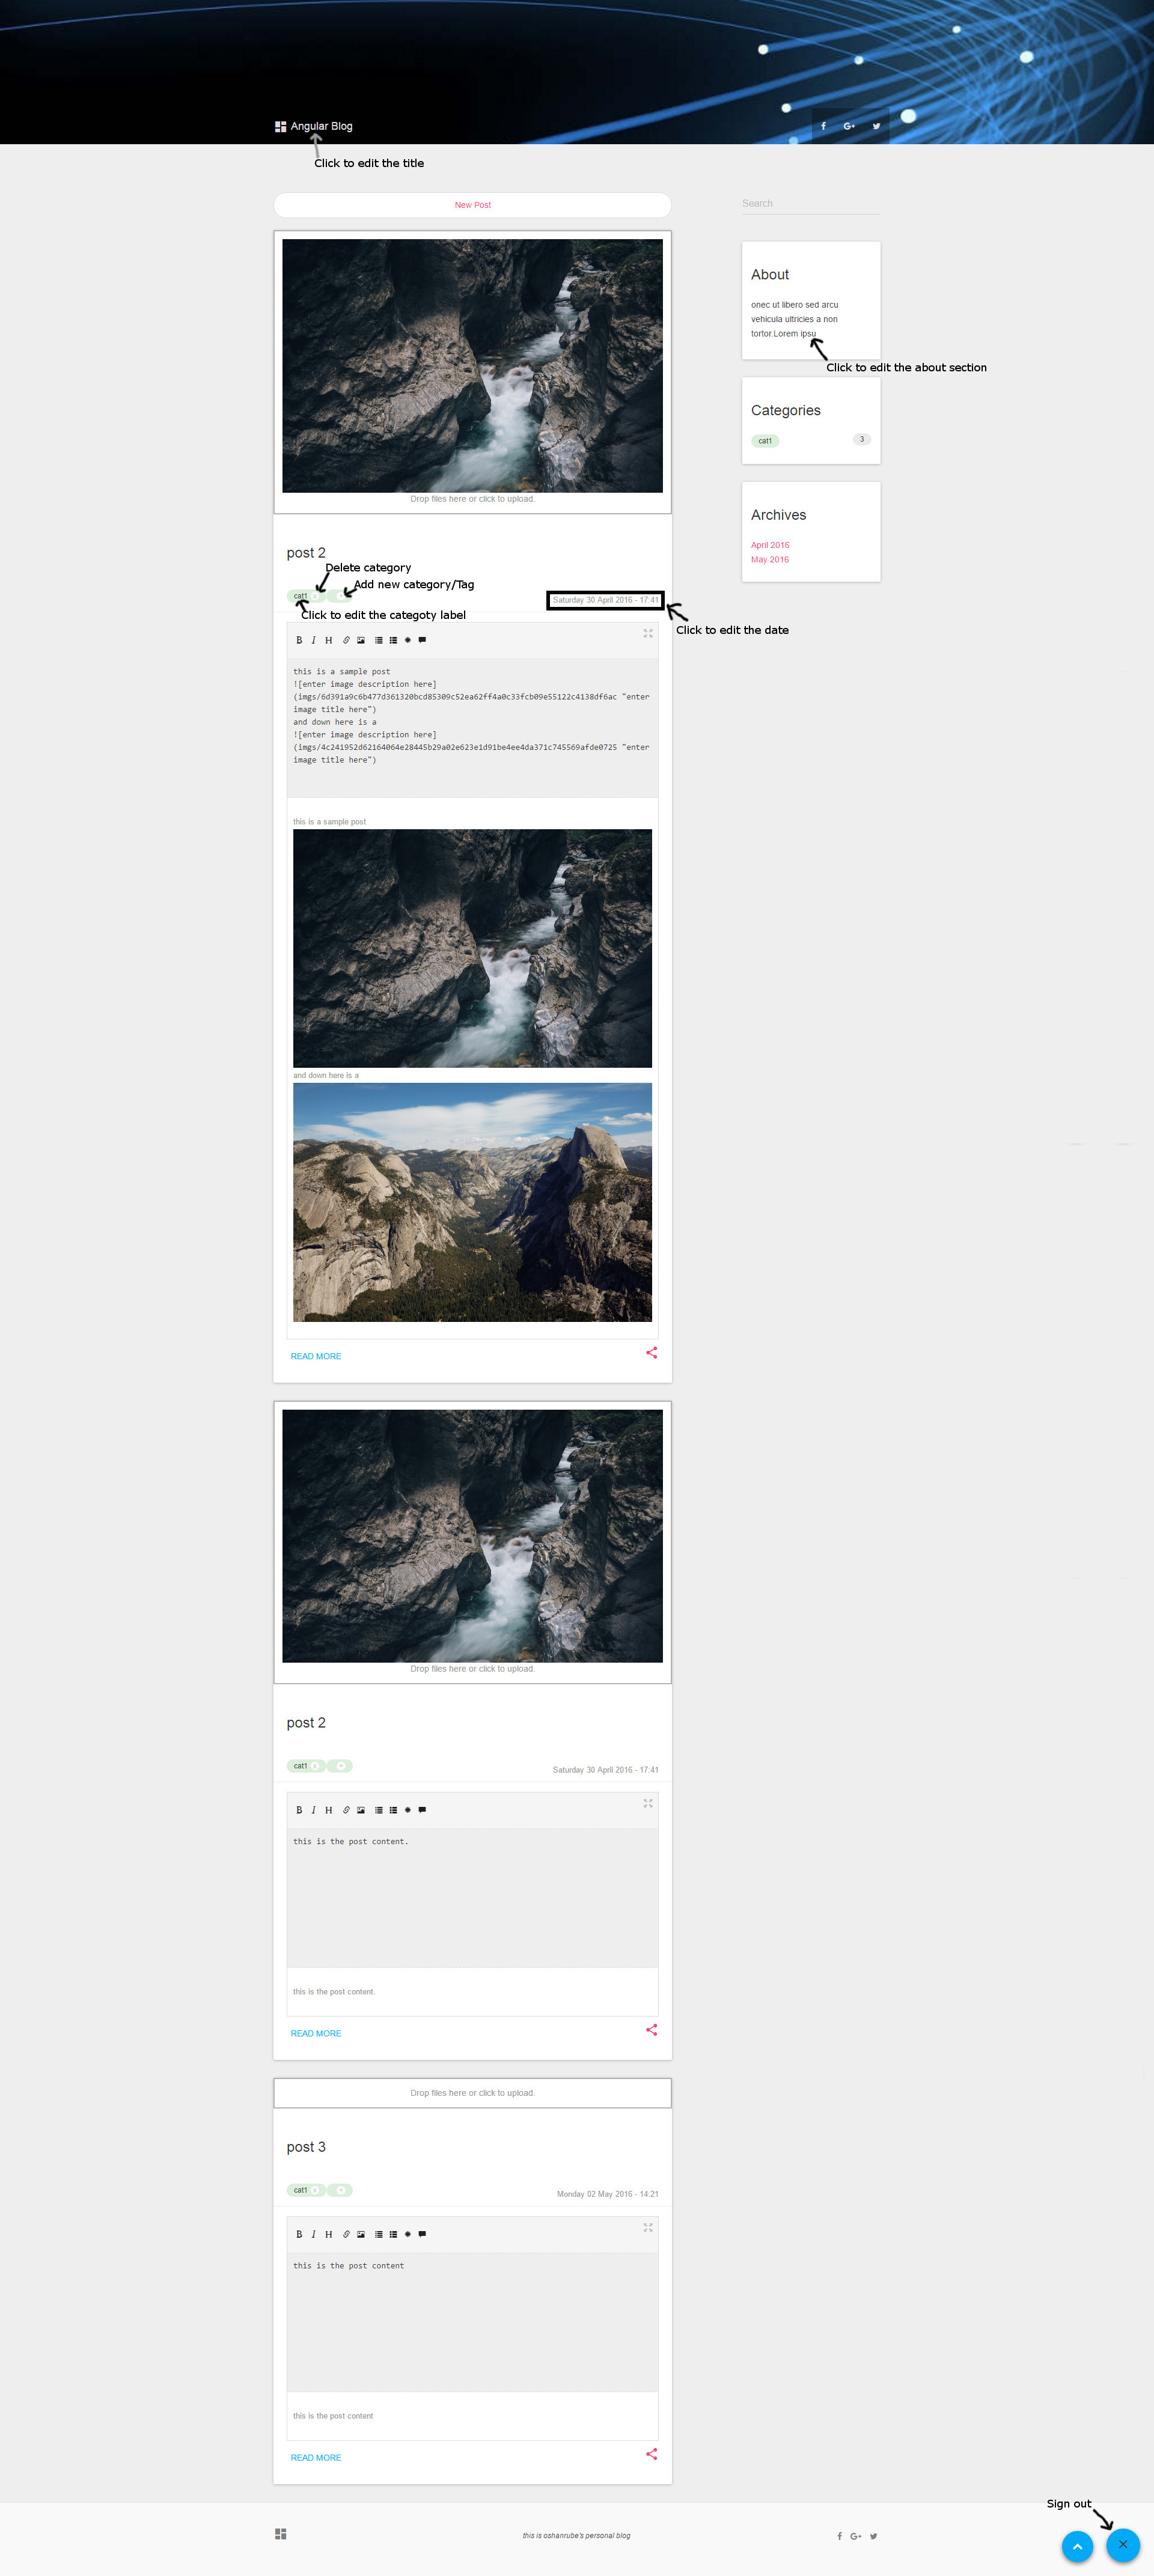 Angular Blog
Click to edit the title
New Post
Search
Drop files here or click to upload.
About
onec ut libero sed arcu
vehicula ultricies a non
tortor.Lorem ipsu
Click to edit the about section
Categories
cat1 3
Archives
April 2016
May 2016
post 2
Delete category
Add new category/Tag
cat1
Saturday 30 April 2016 - 17:41
Click to edit the categoty label
Click to edit the date
B I H
this is a sample post
![enter image description here]
(imgs/6d391a9c6b477d361320bcd85309c52ea62ff4a0c33fcb09e55122c4138df6ac "enter
image title here")
and down here is a
![enter image description here]
(imgs/4c241952d62164064e28445b29a02e623e1d91be4ee4da371c745569afde0725 "enter
image title here")
this is a sample post
and down here is a
READ MORE
Drop files here or click to upload.
post 2
cat1 x +
Saturday 30 April 2016 - 17:41
B I H
this is the post content.
this is the post content.
READ MORE
Drop files here or click to upload.
post 3
cat1 x +
Monday 02 May 2016 - 14:21
B I H
this is the post content
this is the post content
READ MORE
Sign out
this is oshanrube's personal blog